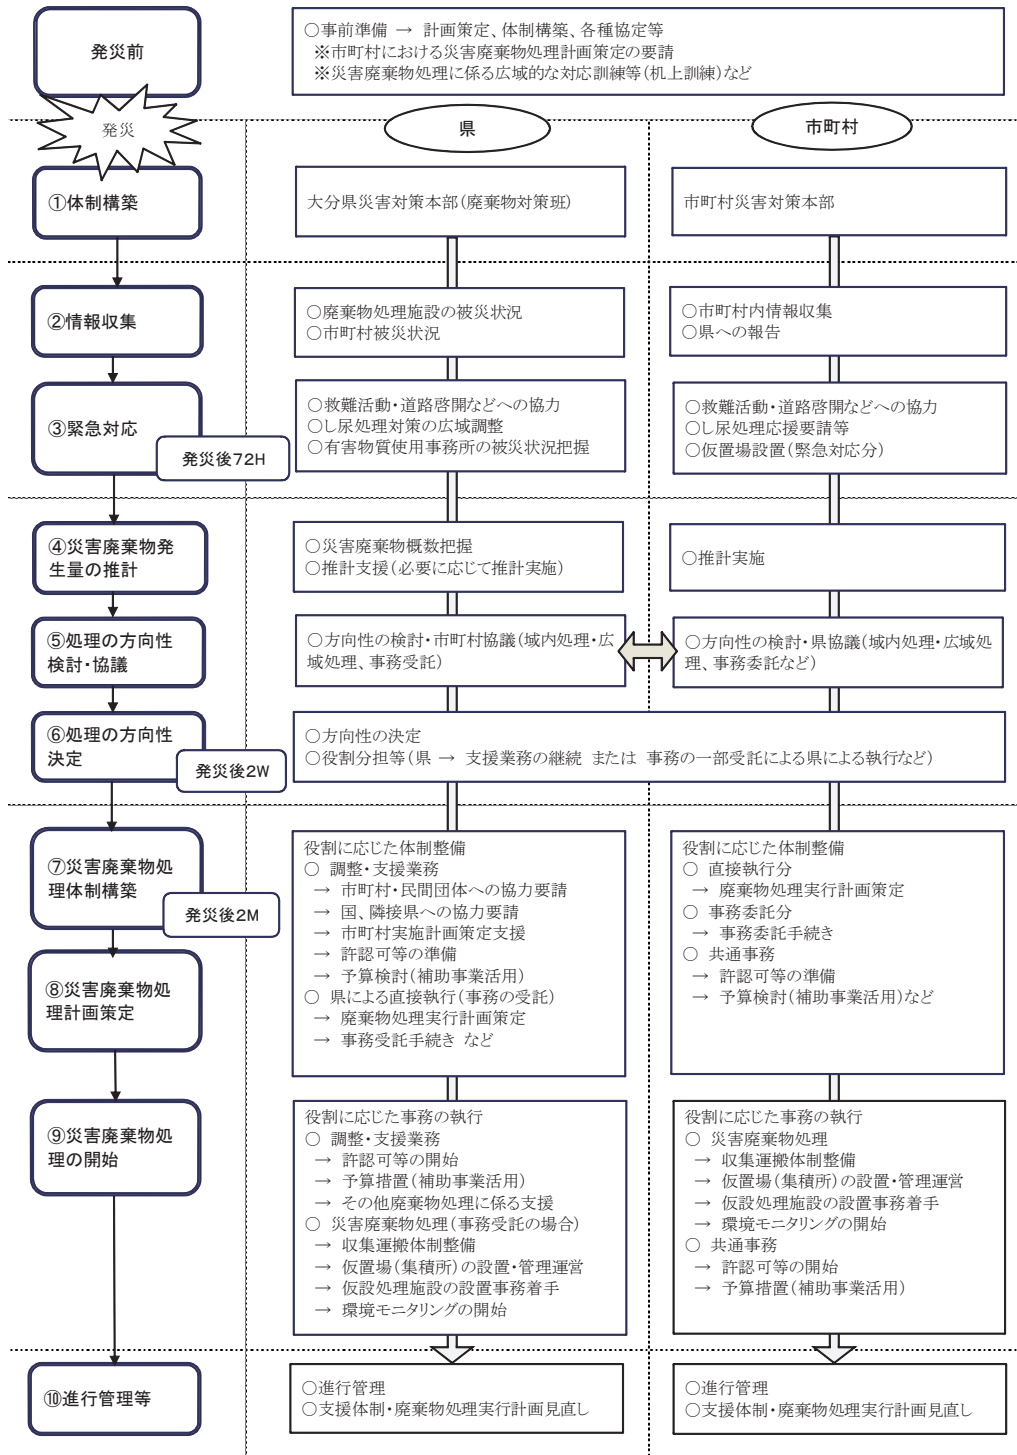 発災前
○事前準備 → 計画策定、体制構築、各種協定等
※市町村における災害廃棄物処理計画策定の要請
※災害廃棄物処理に係る広域的な対応訓練等(机上訓練)など
発災
県
市町村
①体制構築
大分県災害対策本部(廃棄物対策班)
市町村災害対策本部
②情報収集
○廃棄物処理施設の被災状況
○市町村被災状況
○市町村内情報収集
○県への報告
③緊急対応
発災後72H
○救難活動・道路啓開などへの協力
○し尿処理対策の広域調整
○有害物質使用事務所の被災状況把握
○救難活動・道路啓開などへの協力
○し尿処理応援要請等
○仮置場設置(緊急対応分)
④災害廃棄物発
生量の推計
○災害廃棄物概数把握
○推計支援(必要に応じて推計実施)
○推計実施
⑤処理の方向性
検討・協議
○方向性の検討・市町村協議(域内処理・広
域処理、事務受託)
○方向性の検討・県協議(域内処理・広域処
理、事務委託など)
⑥処理の方向性
決定
発災後2W
○方向性の決定
○役割分担等(県 → 支援業務の継続 または 事務の一部受託による県による執行など)
⑦災害廃棄物処
理体制構築
発災後2M
役割に応じた体制整備
○ 調整・支援業務
→ 市町村・民間団体への協力要請
→ 国、隣接県への協力要請
→ 市町村実施計画策定支援
→ 許認可等の準備
→ 予算検討(補助事業活用)
○ 県による直接執行(事務の受託)
→ 廃棄物処理実行計画策定
→ 事務受託手続き など
役割に応じた体制整備
○ 直接執行分
→ 廃棄物処理実行計画策定
○ 事務委託分
→ 事務委託手続き
○ 共通事務
→ 許認可等の準備
→ 予算検討(補助事業活用)など
⑧災害廃棄物処
理計画策定
⑨災害廃棄物処
理の開始
役割に応じた事務の執行
○ 調整・支援業務
→ 許認可等の開始
→ 予算措置(補助事業活用)
→ その他廃棄物処理に係る支援
○ 災害廃棄物処理(事務受託の場合)
→ 収集運搬体制整備
→ 仮置場(集積所)の設置・管理運営
→ 仮設処理施設の設置事務着手
→ 環境モニタリングの開始
役割に応じた事務の執行
○ 災害廃棄物処理
→ 収集運搬体制整備
→ 仮置場(集積所)の設置・管理運営
→ 仮設処理施設の設置事務着手
→ 環境モニタリングの開始
○ 共通事務
→ 許認可等の開始
→ 予算措置(補助事業活用)
⑩進行管理等
○進行管理
○支援体制・廃棄物処理実行計画見直し
○進行管理
○支援体制・廃棄物処理実行計画見直し